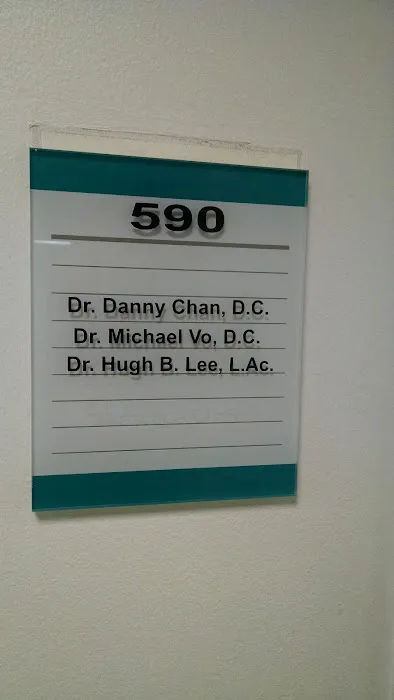 590
Dr. Danny Chan, D.C.
Dr. Michael Vo, D.C.
Dr. Hugh B. Lee, L.Ac.